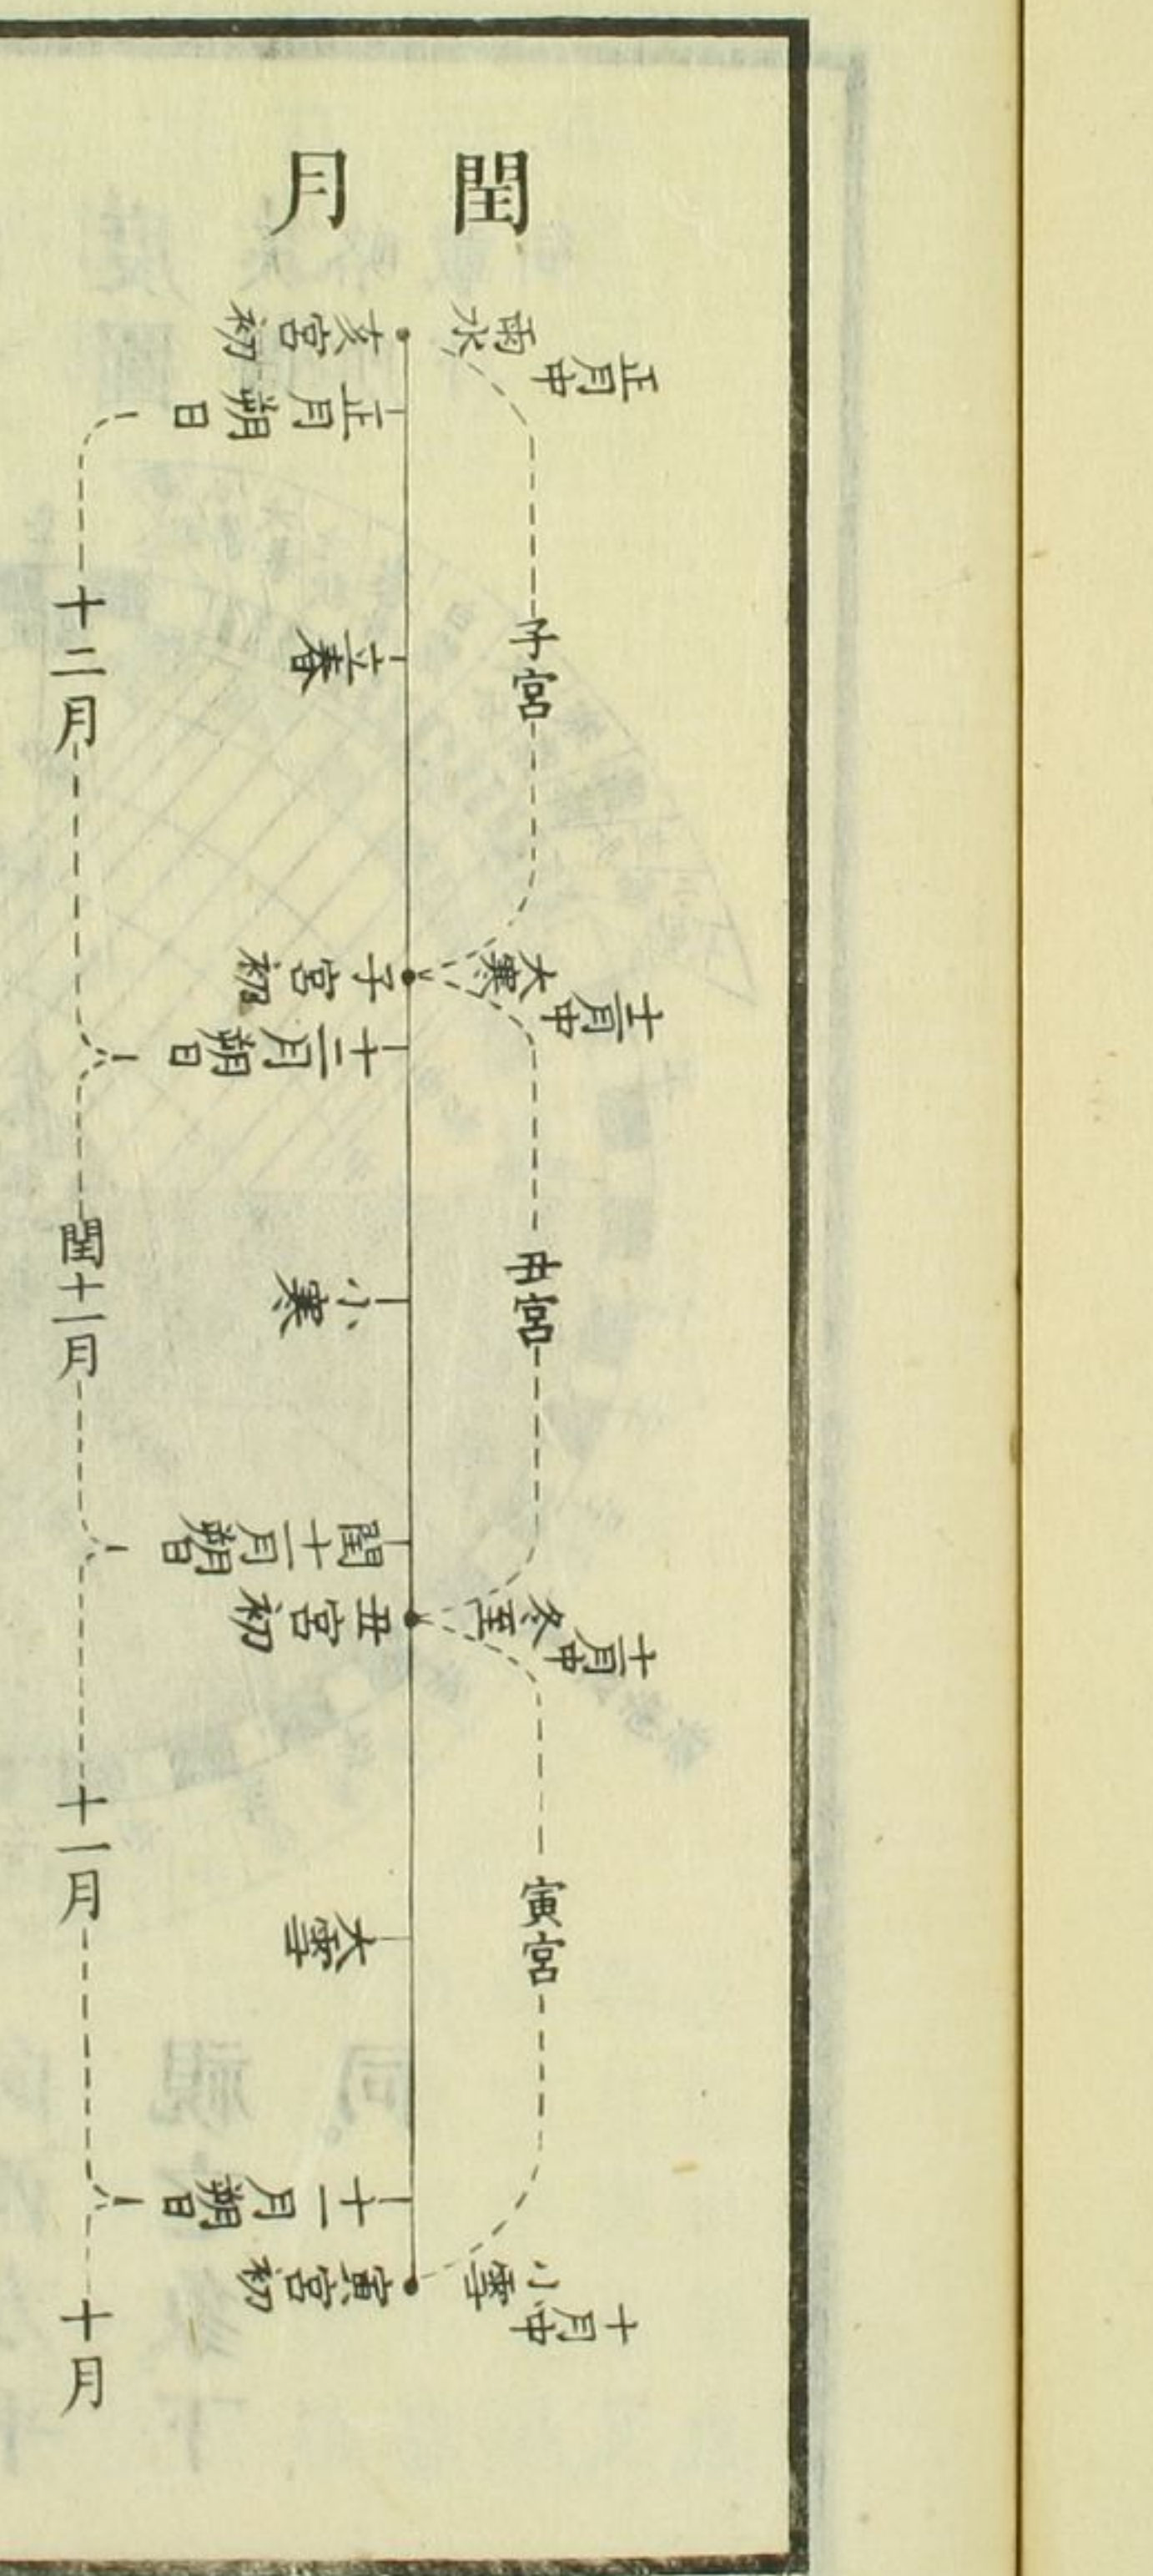 閏月
正月中
雨水
子宮
十二月中
大寒
丑宮
十一月中
冬至
寅宮
十月中
小雪
亥宮初
正月朔日
立春
子宮初
十二月朔日
小寒
閏十一月朔日
丑宮初
大雪
十一月朔日
寅宮初
十二月
閏十一月
十一月
十月